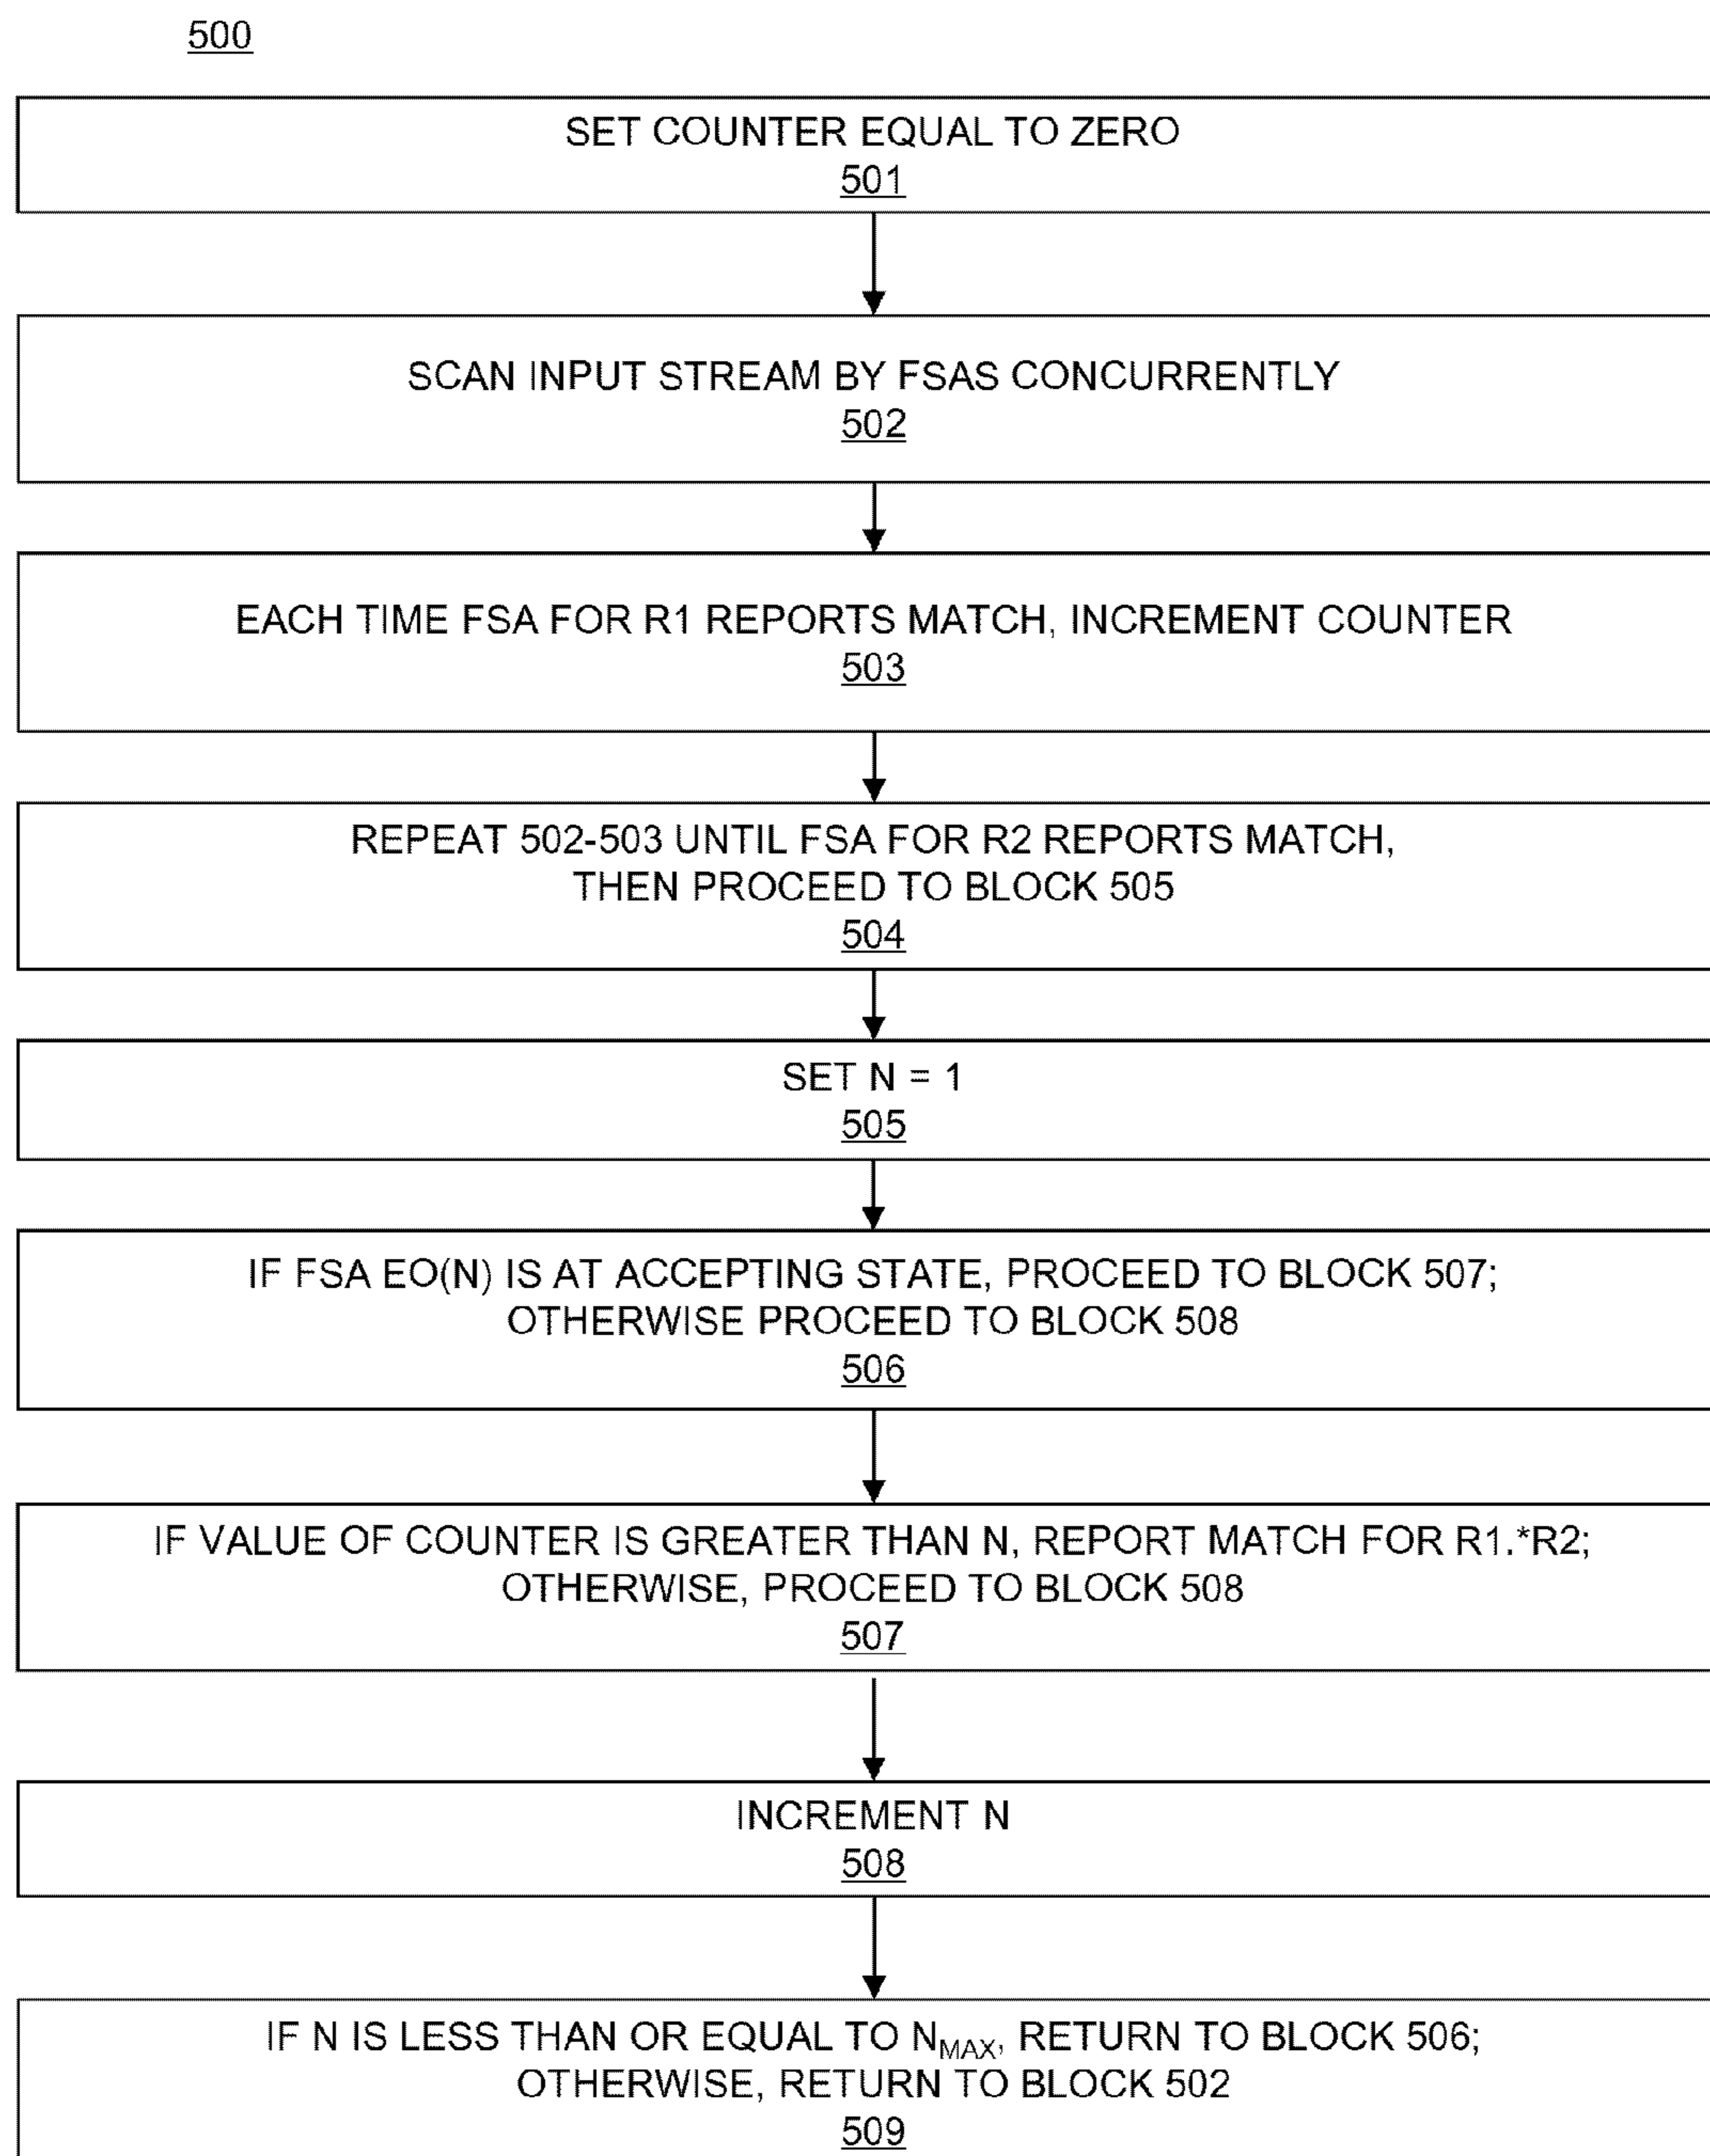 500
SET COUNTER EQUAL TO ZERO
501
SCAN INPUT STREAM BY FSAS CONCURRENTLY
502
EACH TIME FSA FOR R1 REPORTS MATCH, INCREMENT COUNTER
503
REPEAT 502-503 UNTIL FSA FOR R2 REPORTS MATCH,
THEN PROCEED TO BLOCK 505
504
SET N = 1
505
IF FSA EO(N) IS AT ACCEPTING STATE, PROCEED TO BLOCK 507;
OTHERWISE PROCEED TO BLOCK 508
506
IF VALUE OF COUNTER IS GREATER THAN N, REPORT MATCH FOR R1.*R2;
OTHERWISE, PROCEED TO BLOCK 508
507
INCREMENT N
508
IF N IS LESS THAN OR EQUAL TO NMAX, RETURN TO BLOCK 506;
OTHERWISE, RETURN TO BLOCK 502
509